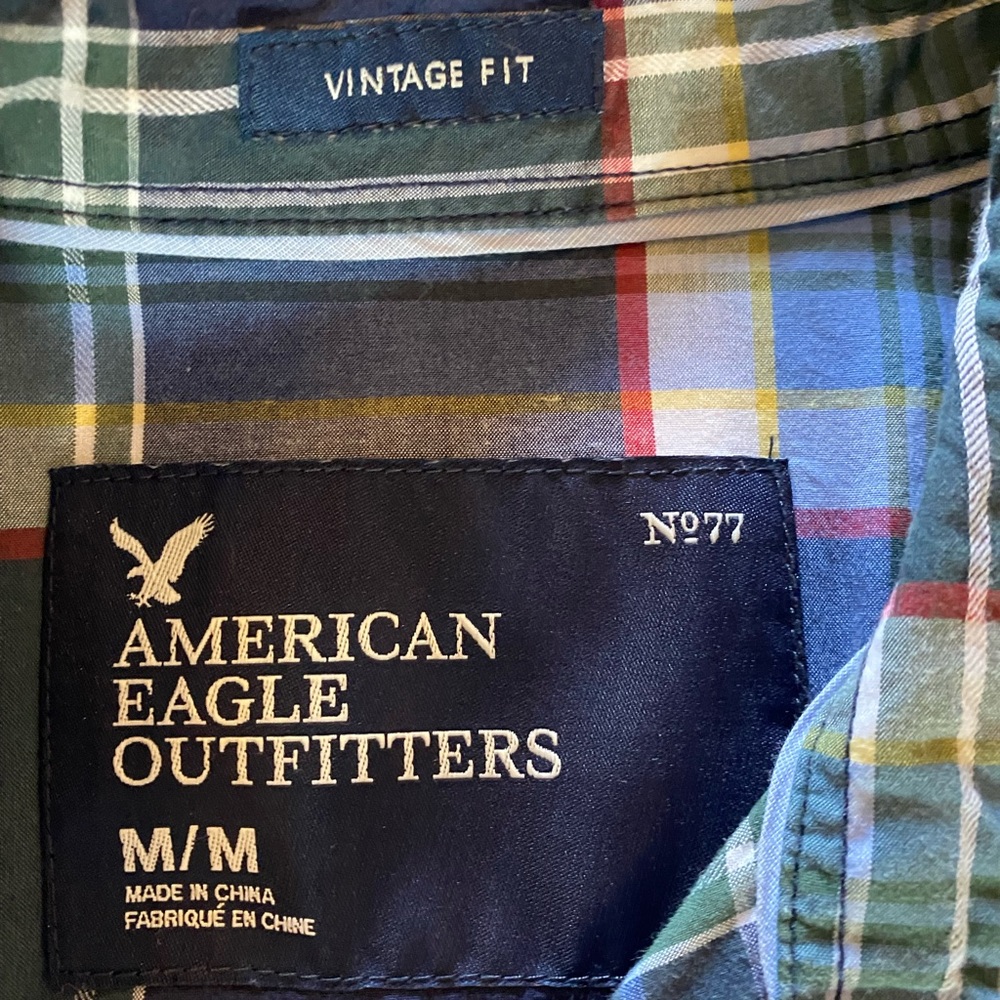 VINTAGE FIT
Nº77
AMERICAN
EAGLE
OUTFITTERS
M/M
MADE IN CHINA
FABRIQUÉ EN CHINE